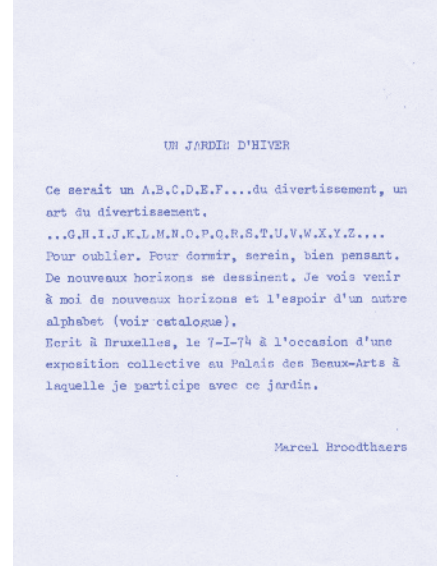 UN JARDIN D'HIVER
Ce serait un A.B.C.D.E.F....du divertissement, un
art du divertissement.
...G.H.I.J.K.L.M.N.O.P.Q.R.S.T.U.V.W.X.Y.Z....
Pour oublier. Pour dormir, serein, bien pensant.
De nouveaux horizons se dessinent. Je vois venir
à moi de nouveaux horizons et l'espoir d'un autre
alphabet (voir catalogue).
Ecrit à Bruxelles, le 7-I-74 à l'occasion d'une
exposition collective au Palais des Beaux-Arts à
laquelle je participe avec ce jardin.
Marcel Broodthaers